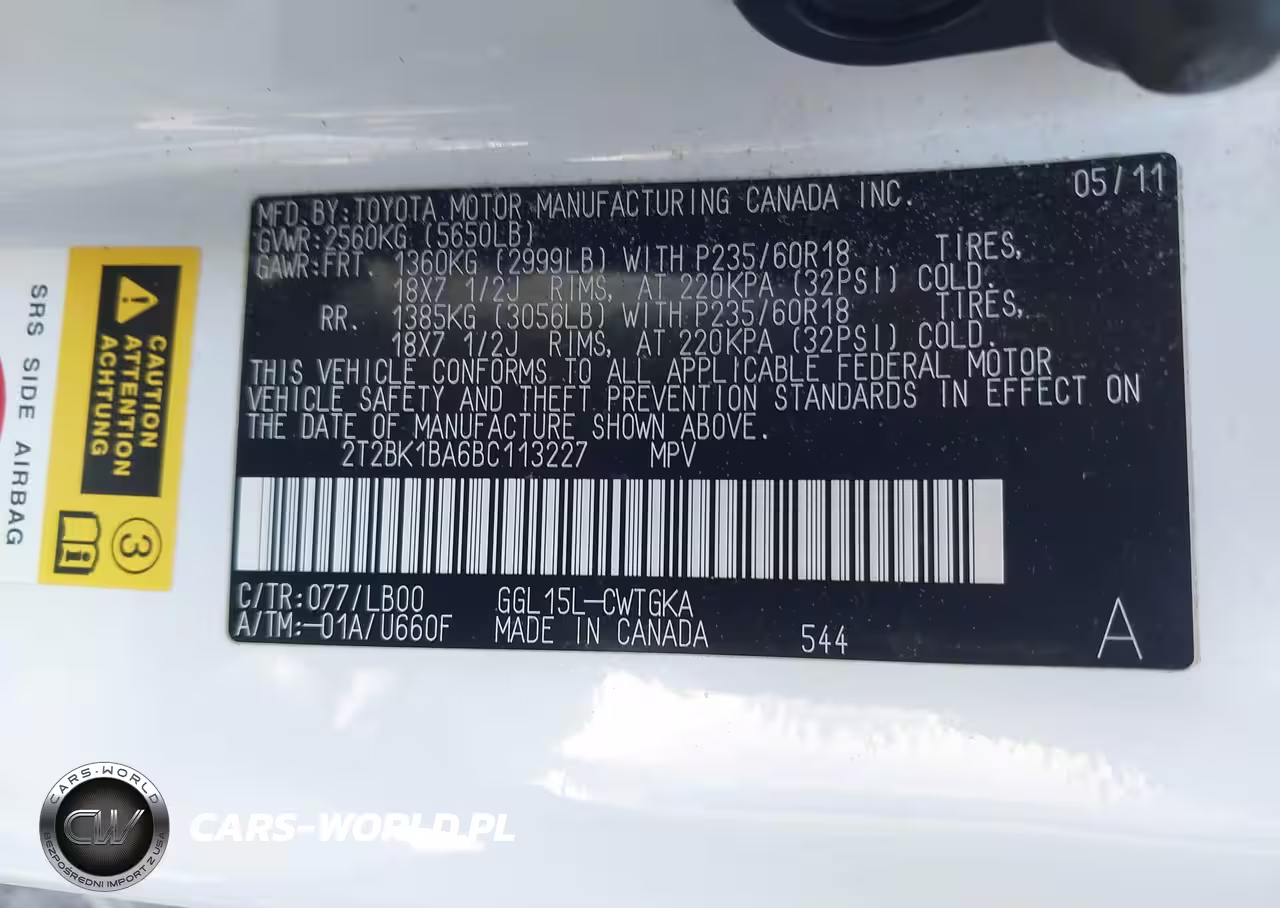 MFD. BY: TOYOTA MOTOR MANUFACTURING CANADA INC. 05/11
GVWR: 2560KG (5650LB)
GAWR: FRT. 1360KG (2999LB) WITH P235/60R18 TIRES,
18X7 1/2J RIMS, AT 220KPA (32PSI) COLD.
RR. 1385KG (3056LB) WITH P235/60R18 TIRES,
18X7 1/2J RIMS, AT 220KPA (32PSI) COLD.
THIS VEHICLE CONFORMS TO ALL APPLICABLE FEDERAL MOTOR
VEHICLE SAFETY AND THEFT PREVENTION STANDARDS IN EFFECT ON
THE DATE OF MANUFACTURE SHOWN ABOVE.
2T2BK1BA6BC113227 MPV
C/TR: 077/LB00 GGL15L-CWTGKA
A/TM:-01A/U660F MADE IN CANADA 544 A
CAUTION
ATTENTION
ACHTUNG
3
SRS SIDE AIRBAG
CARS-WORLD
CW
BEZPOŚREDNI IMPORT Z USA
CARS-WORLD.PL